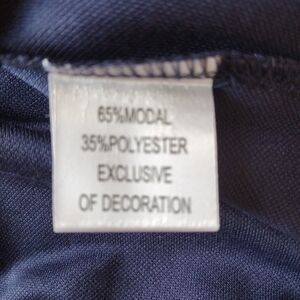 65%MODAL
35%POLYESTER
EXCLUSIVE
OF DECORATION